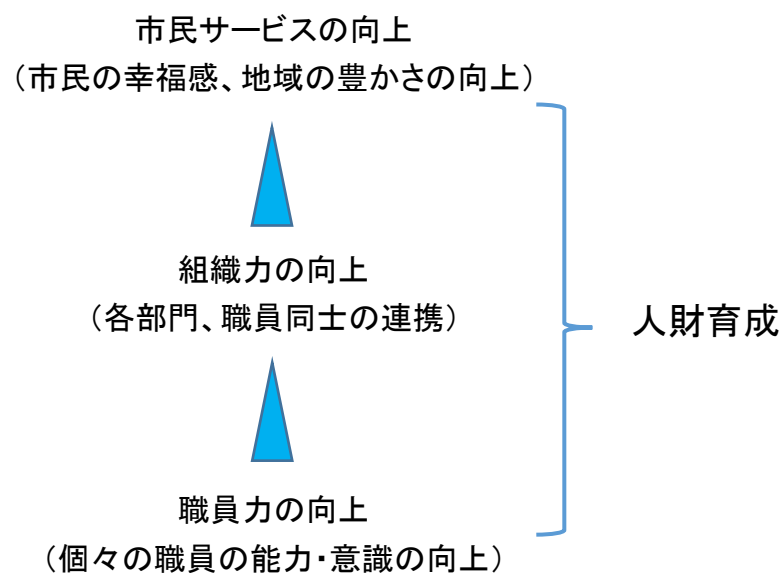 市民サービスの向上
（市民の幸福感、地域の豊かさの向上）
組織力の向上
（各部門、職員同士の連携）
人財育成
職員力の向上
（個々の職員の能力・意識の向上）